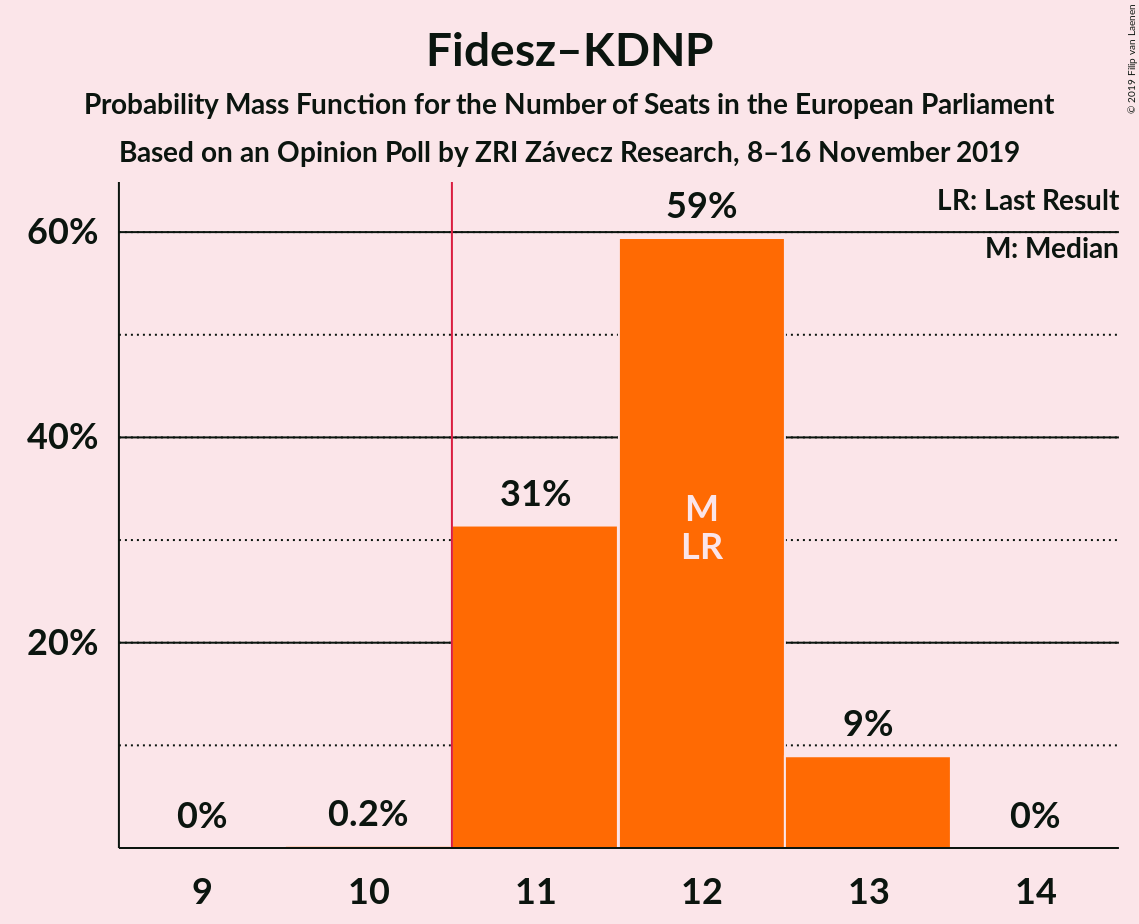 Fidesz–KDNP
Probability Mass Function for the Number of Seats in the European Parliament
Based on an Opinion Poll by ZRI Závecz Research, 8–16 November 2019
© 2019 Filip van Laenen
LR: Last Result
M: Median
60%
40%
20%
0%
0.2%
31%
59%
9%
0%
M
LR
9
10
11
12
13
14